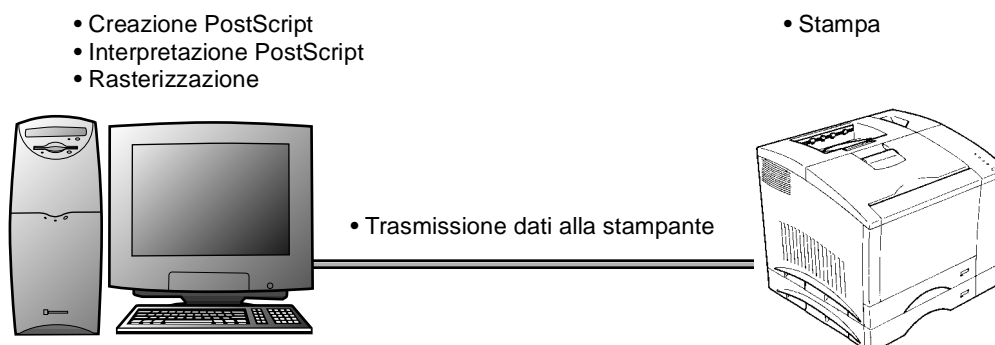 • Creazione PostScript
• Interpretazione PostScript
• Rasterizzazione
• Stampa
• Trasmissione dati alla stampante